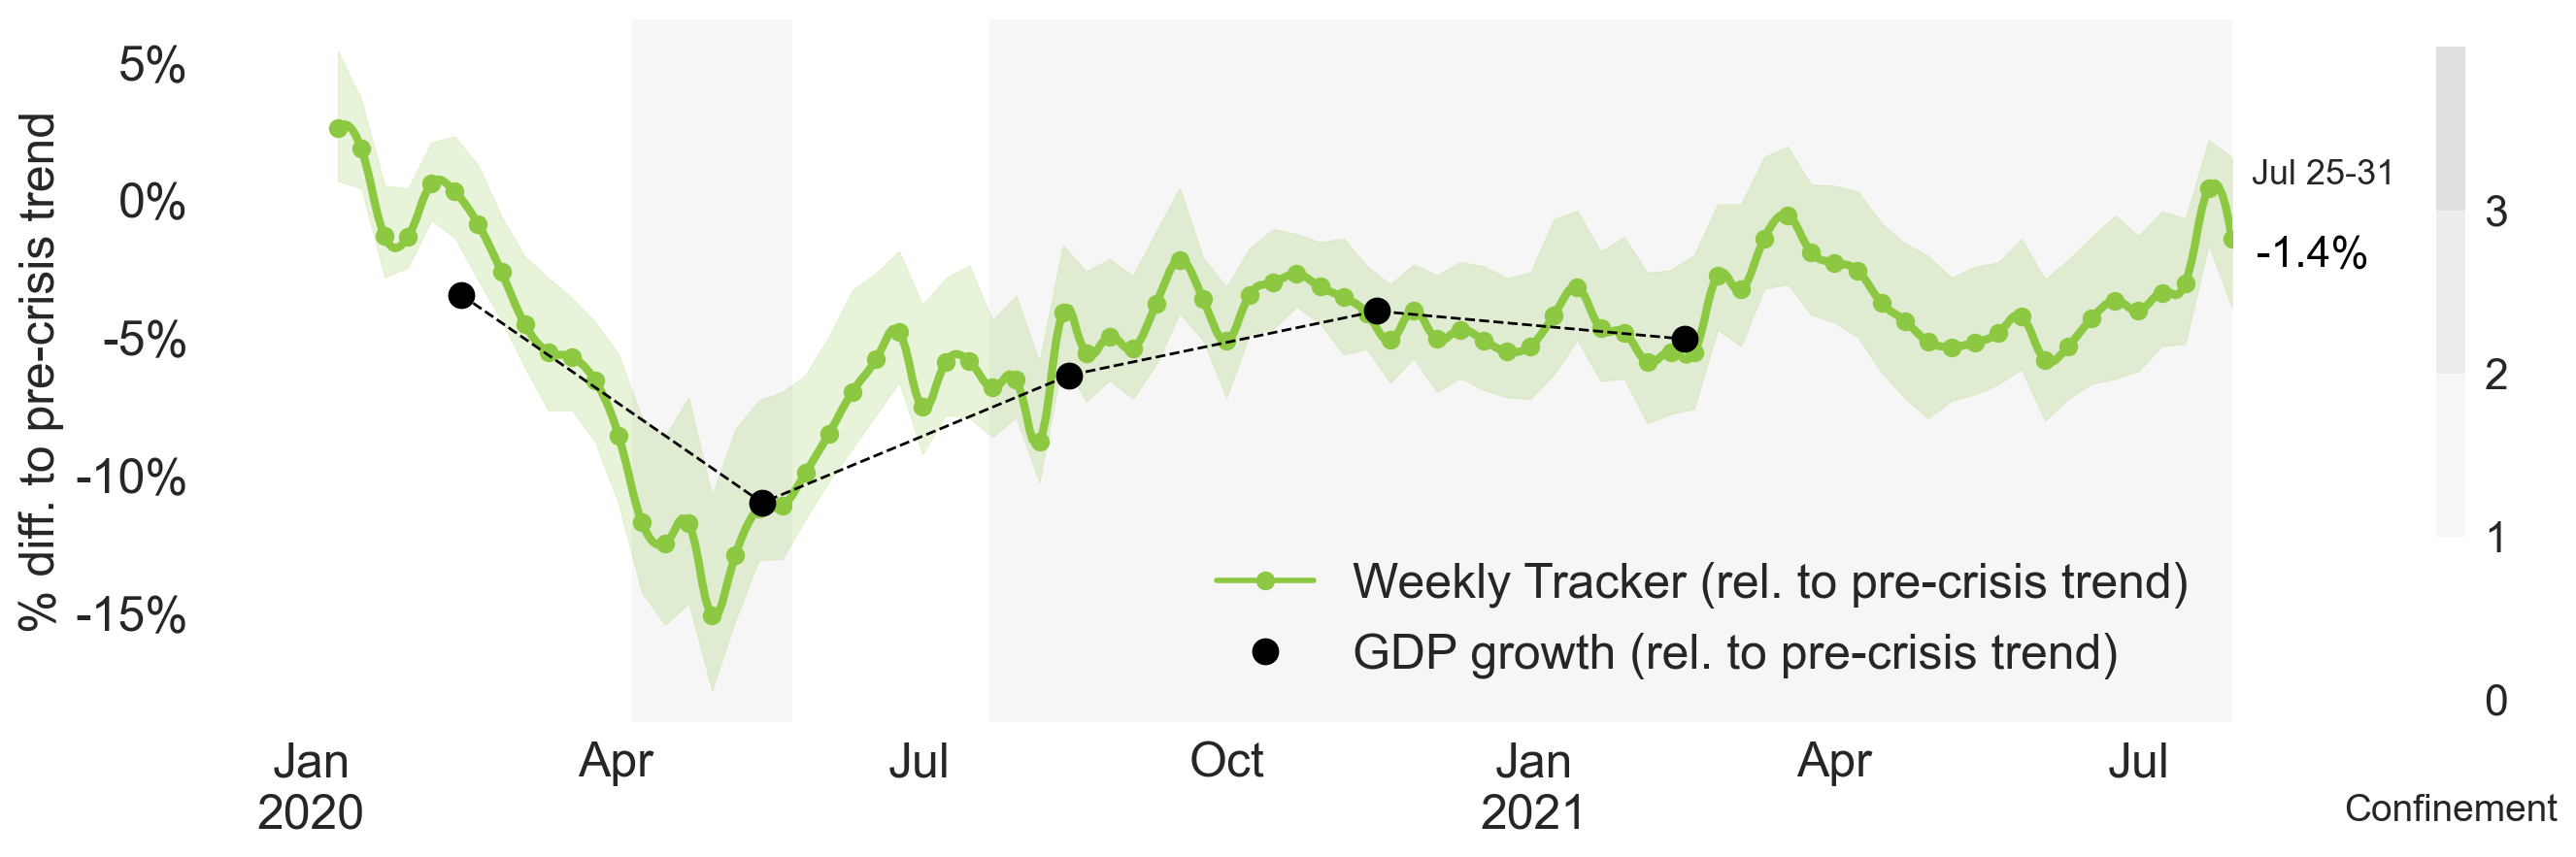 % diff. to pre-crisis trend
5%
0%
-5%
-10%
-15%
Jan
2020
Apr
Jul
Oct
Jan
2021
Apr
Jul
Weekly Tracker (rel. to pre-crisis trend)
GDP growth (rel. to pre-crisis trend)
Jul 25-31
-1.4%
3
2
1
0
Confinement